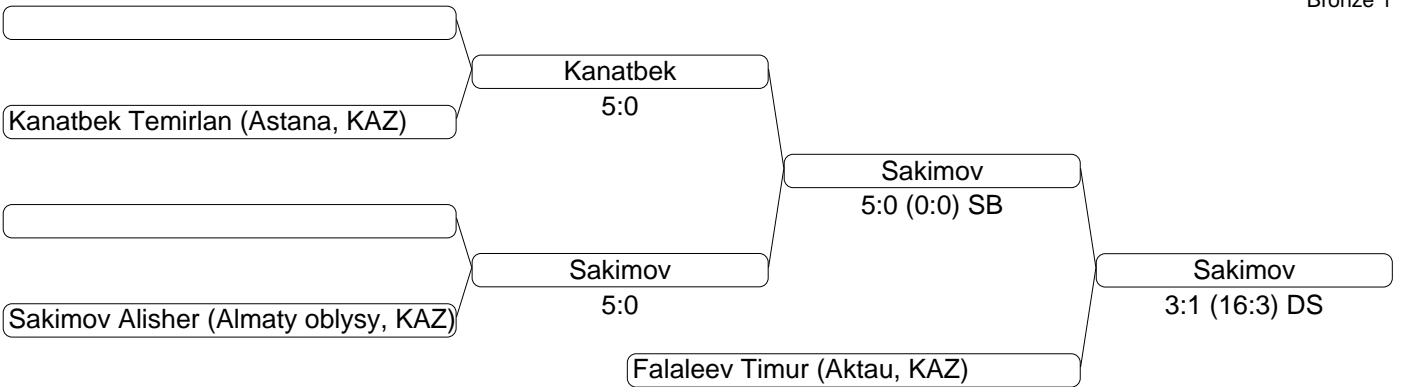 Bronze 1
Kanatbek
5:0
Kanatbek Temirlan (Astana, KAZ)
Sakimov
5:0 (0:0) SB
Sakimov
5:0
Sakimov
3:1 (16:3) DS
Sakimov Alisher (Almaty oblysy, KAZ)
Falaleev Timur (Aktau, KAZ)